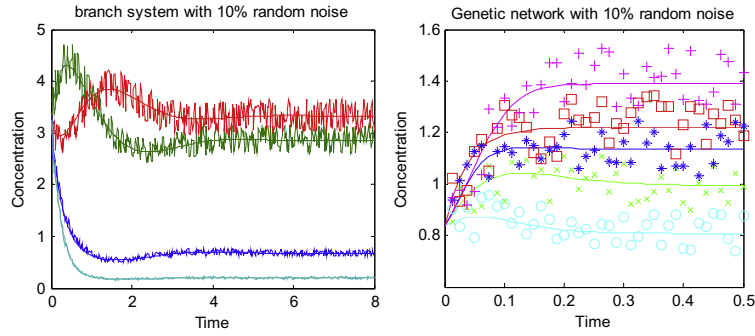 branch system with 10% random noise
5
4
3
2
1
0
Concentration
0 2 4 6 8
Time
Genetic network with 10% random noise
1.6
1.4
1.2
1
0.8
Concentration
0 0.1 0.2 0.3 0.4 0.5
Time